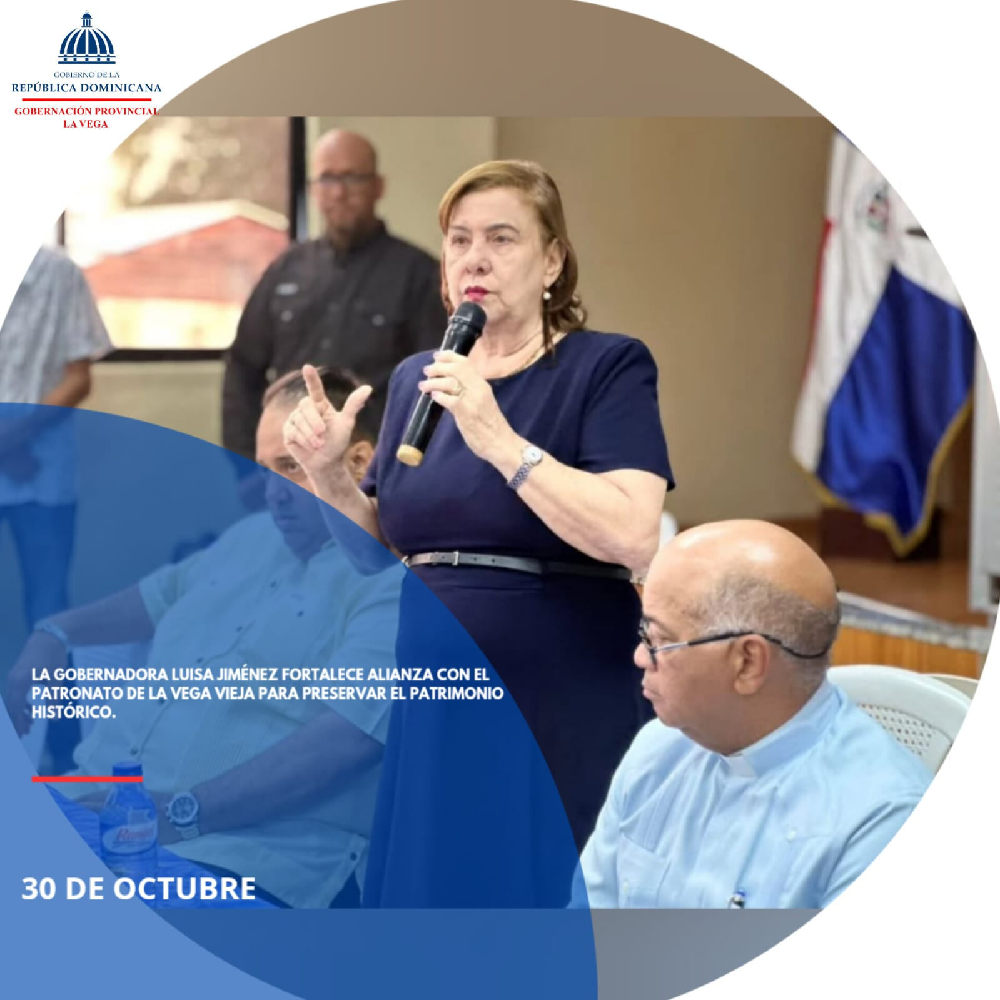 GOBIERNO DE LA
REPÚBLICA DOMINICANA
GOBERNACIÓN PROVINCIAL
LA VEGA
LA GOBERNADORA LUISA JIMÉNEZ FORTALECE ALIANZA CON EL
PATRONATO DE LA VEGA VIEJA PARA PRESERVAR EL PATRIMONIO
HISTÓRICO.
30 DE OCTUBRE